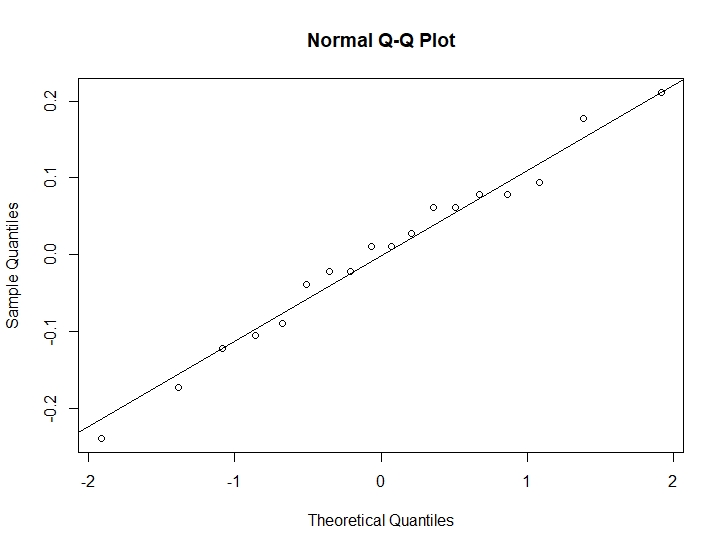 Normal Q-Q Plot
Sample Quantiles
0.2
0.1
0.0
-0.1
-0.2
-2 -1 0 1 2
Theoretical Quantiles